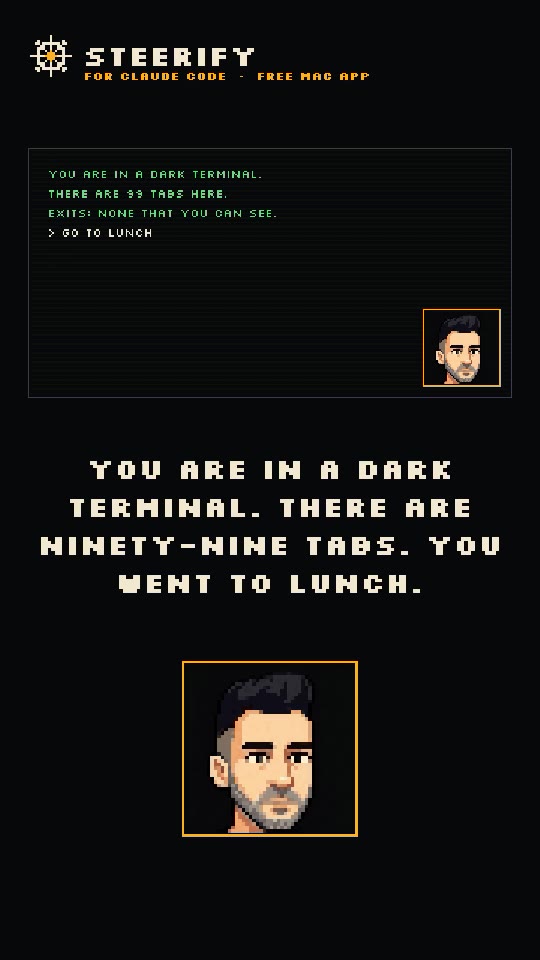 STEERIFY
FOR CLAUDE CODE · FREE MAC APP
YOU ARE IN A DARK TERMINAL.
THERE ARE 99 TABS HERE.
EXITS: NONE THAT YOU CAN SEE.
> GO TO LUNCH
YOU ARE IN A DARK
TERMINAL. THERE ARE
NINETY-NINE TABS. YOU
WENT TO LUNCH.